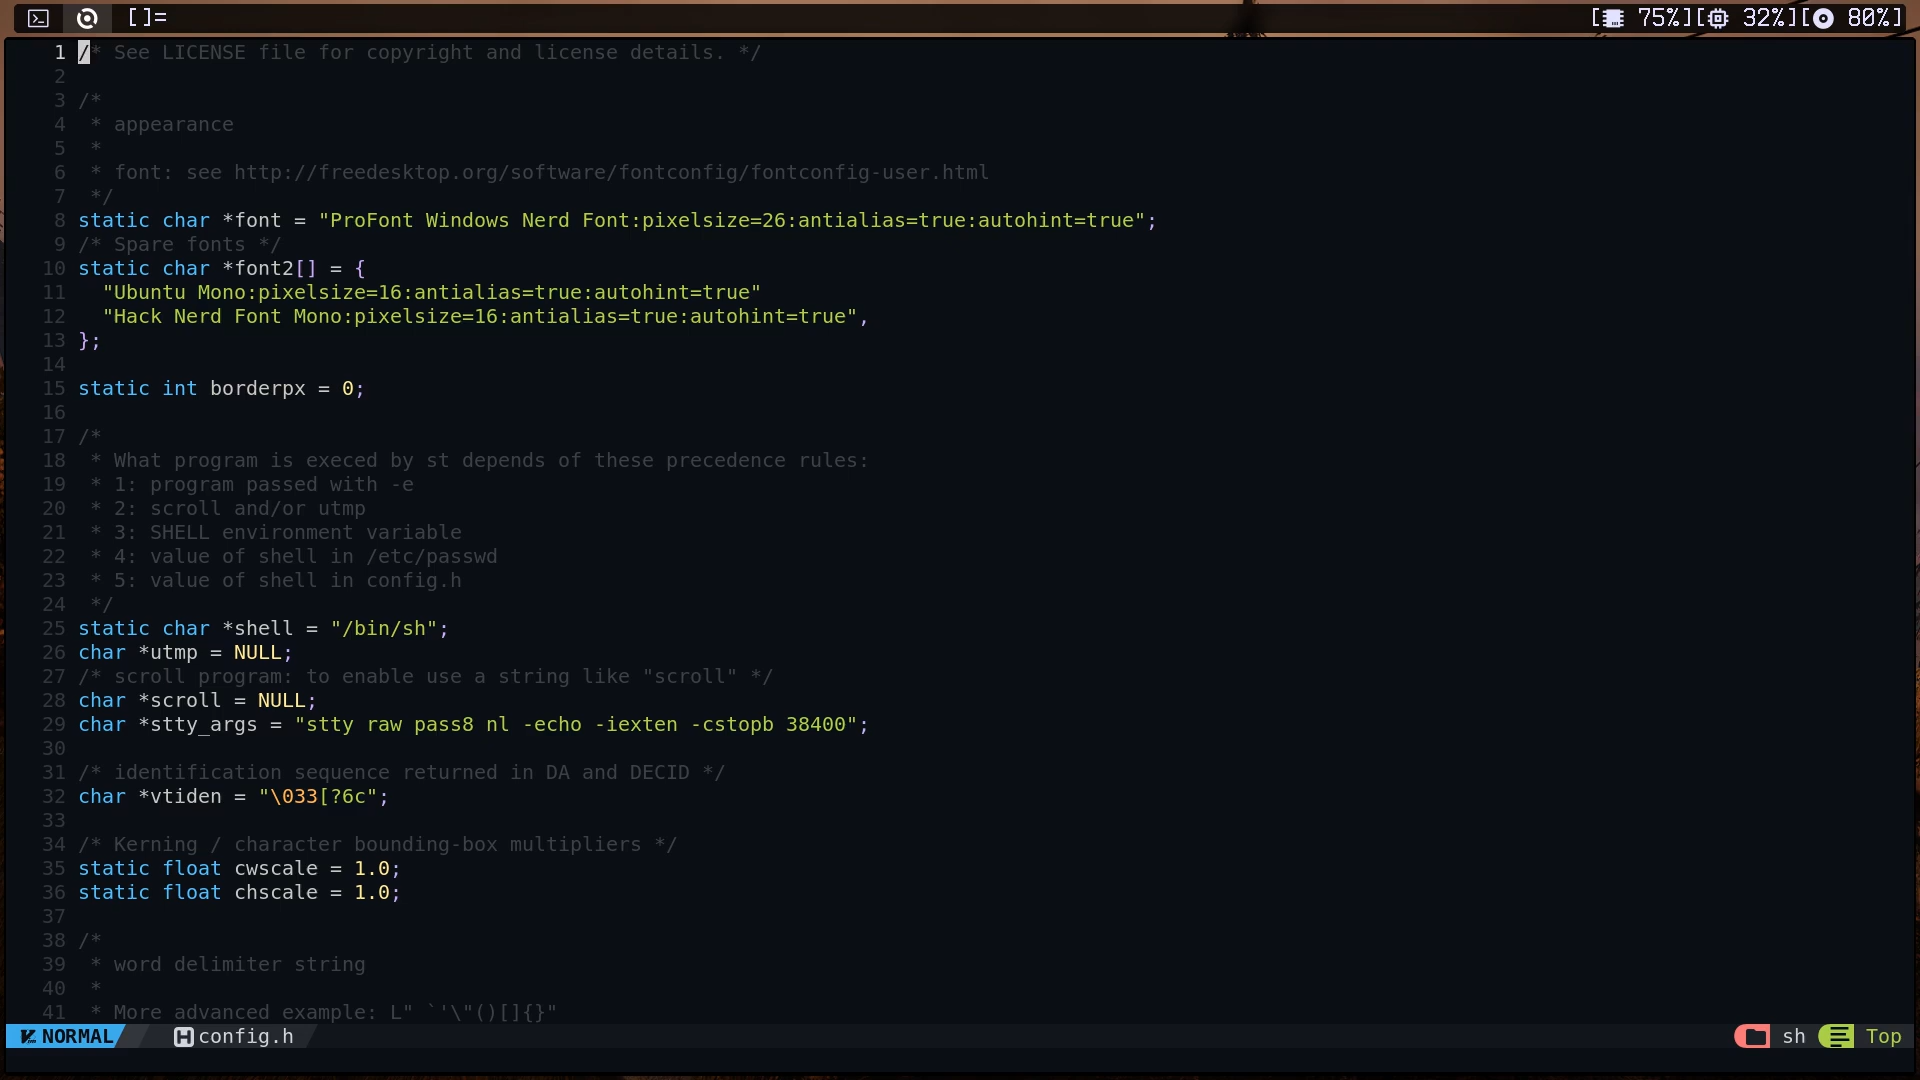 []=
[ 75%][ 32%][ 80%]
1 /* See LICENSE file for copyright and license details. */
2
3 /*
4  * appearance
5  *
6  * font: see http://freedesktop.org/software/fontconfig/fontconfig-user.html
7  */
8 static char *font = "ProFont Windows Nerd Font:pixelsize=26:antialias=true:autohint=true";
9 /* Spare fonts */
10 static char *font2[] = {
11   "Ubuntu Mono:pixelsize=16:antialias=true:autohint=true"
12   "Hack Nerd Font Mono:pixelsize=16:antialias=true:autohint=true",
13 };
14
15 static int borderpx = 0;
16
17 /*
18  * What program is execed by st depends of these precedence rules:
19  * 1: program passed with -e
20  * 2: scroll and/or utmp
21  * 3: SHELL environment variable
22  * 4: value of shell in /etc/passwd
23  * 5: value of shell in config.h
24  */
25 static char *shell = "/bin/sh";
26 char *utmp = NULL;
27 /* scroll program: to enable use a string like "scroll" */
28 char *scroll = NULL;
29 char *stty_args = "stty raw pass8 nl -echo -iexten -cstopb 38400";
30
31 /* identification sequence returned in DA and DECID */
32 char *vtiden = "\033[?6c";
33
34 /* Kerning / character bounding-box multipliers */
35 static float cwscale = 1.0;
36 static float chscale = 1.0;
37
38 /*
39  * word delimiter string
40  *
41  * More advanced example: L" `'\"()[]{}"
NORMAL config.h sh Top